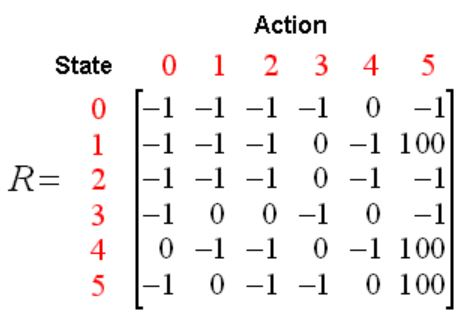 Action
State 0 1 2 3 4 5
0 −1 −1 −1 −1 0 −1
1 −1 −1 −1 0 −1 100
R= 2 −1 −1 −1 0 −1 −1
3 −1 0 0 −1 0 −1
4 0 −1 −1 0 −1 100
5 −1 0 −1 −1 0 100